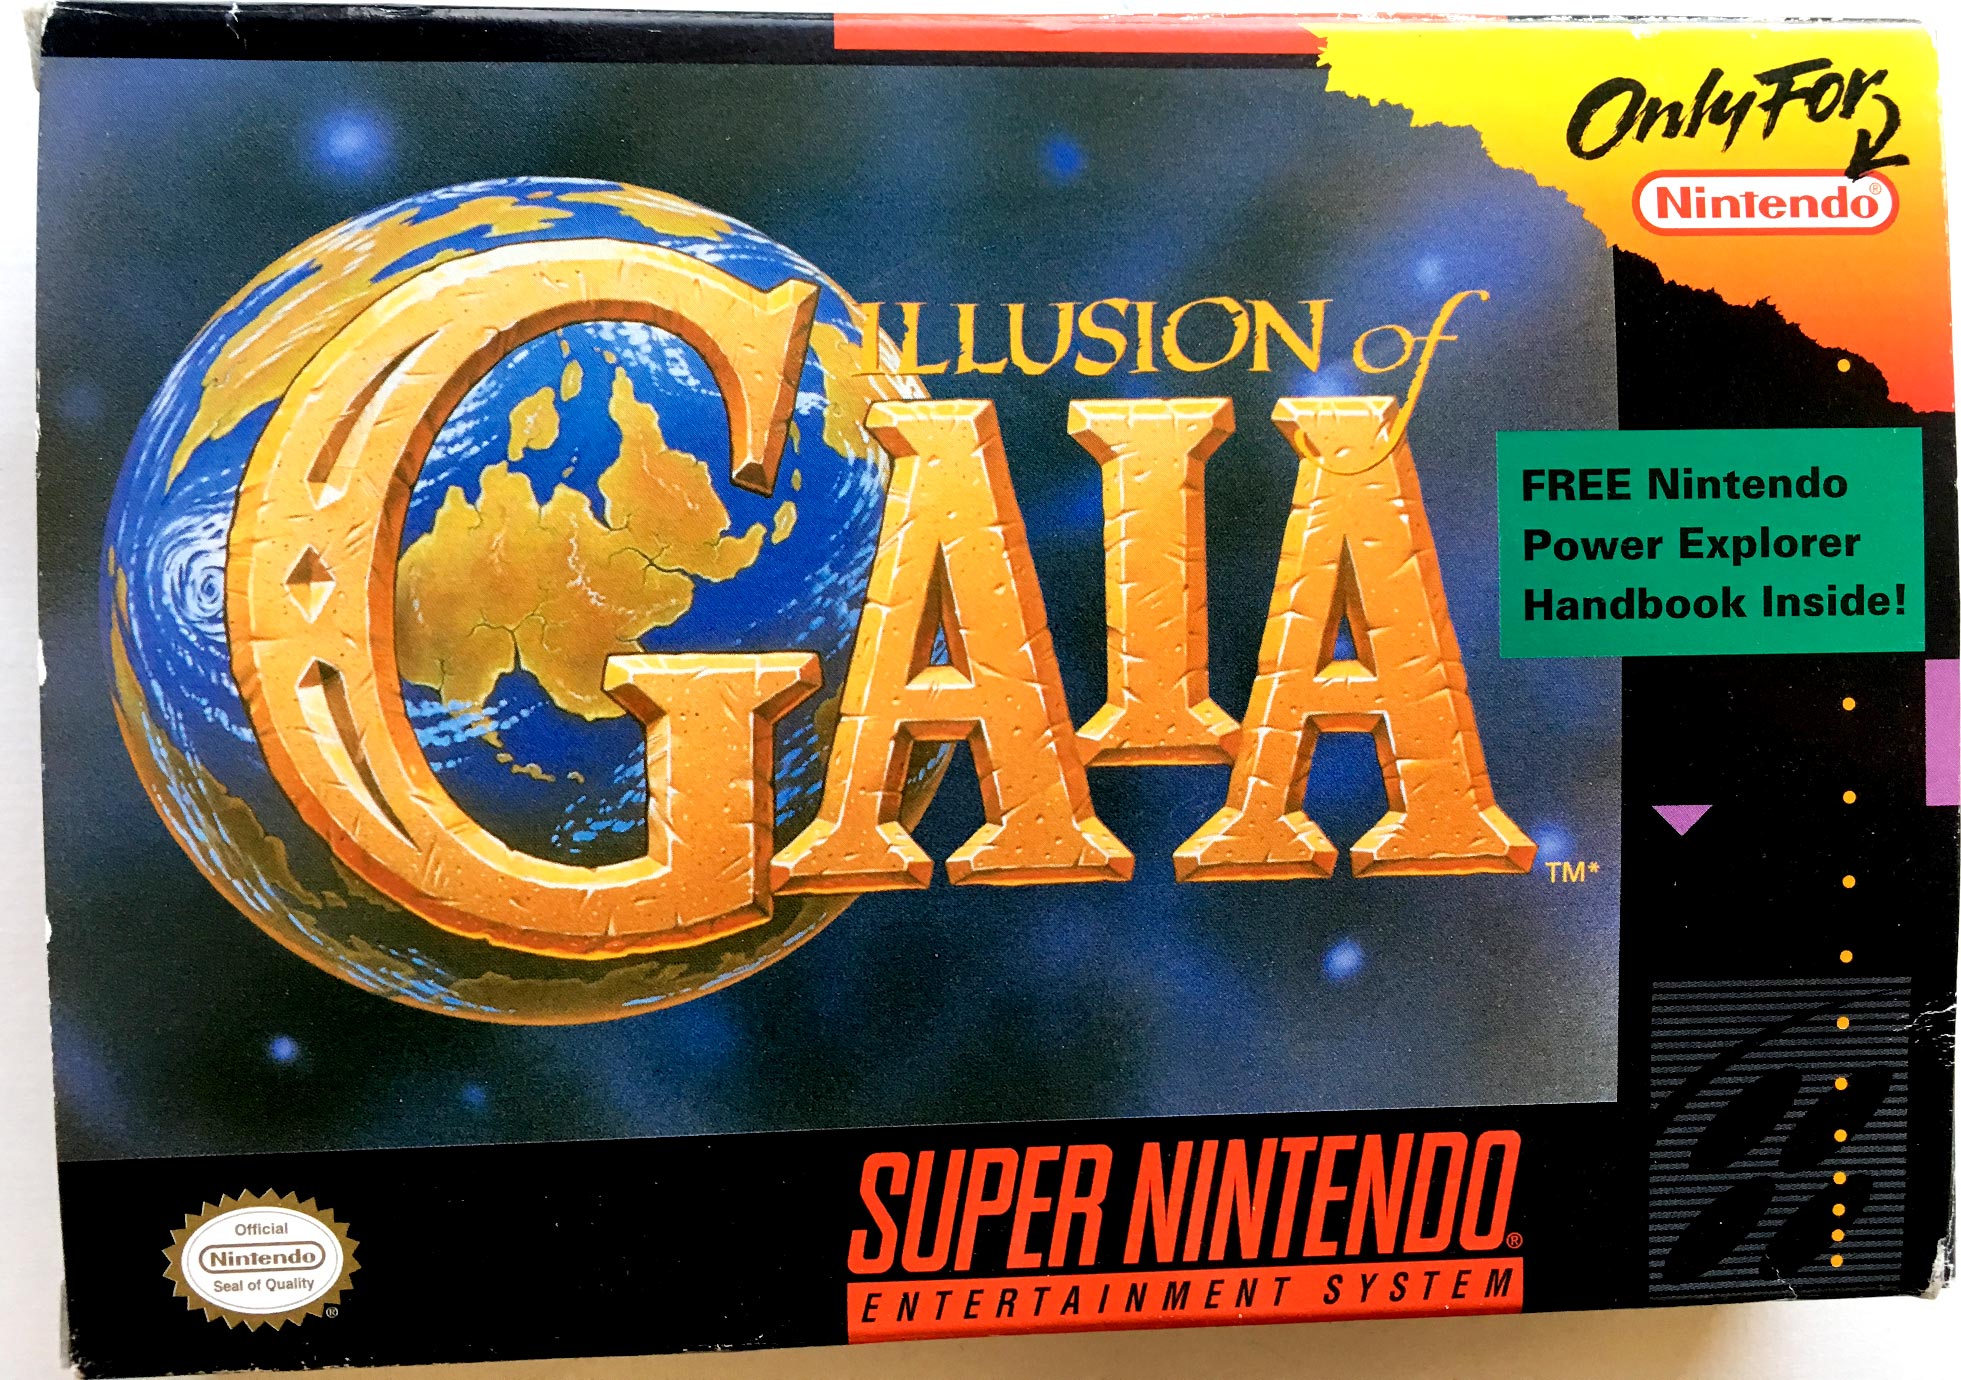 Only For
Nintendo®
ILLUSION of
GAIA
TM*
FREE Nintendo
Power Explorer
Handbook Inside!
Official
Nintendo
Seal of Quality
®
SUPER NINTENDO®
ENTERTAINMENT SYSTEM